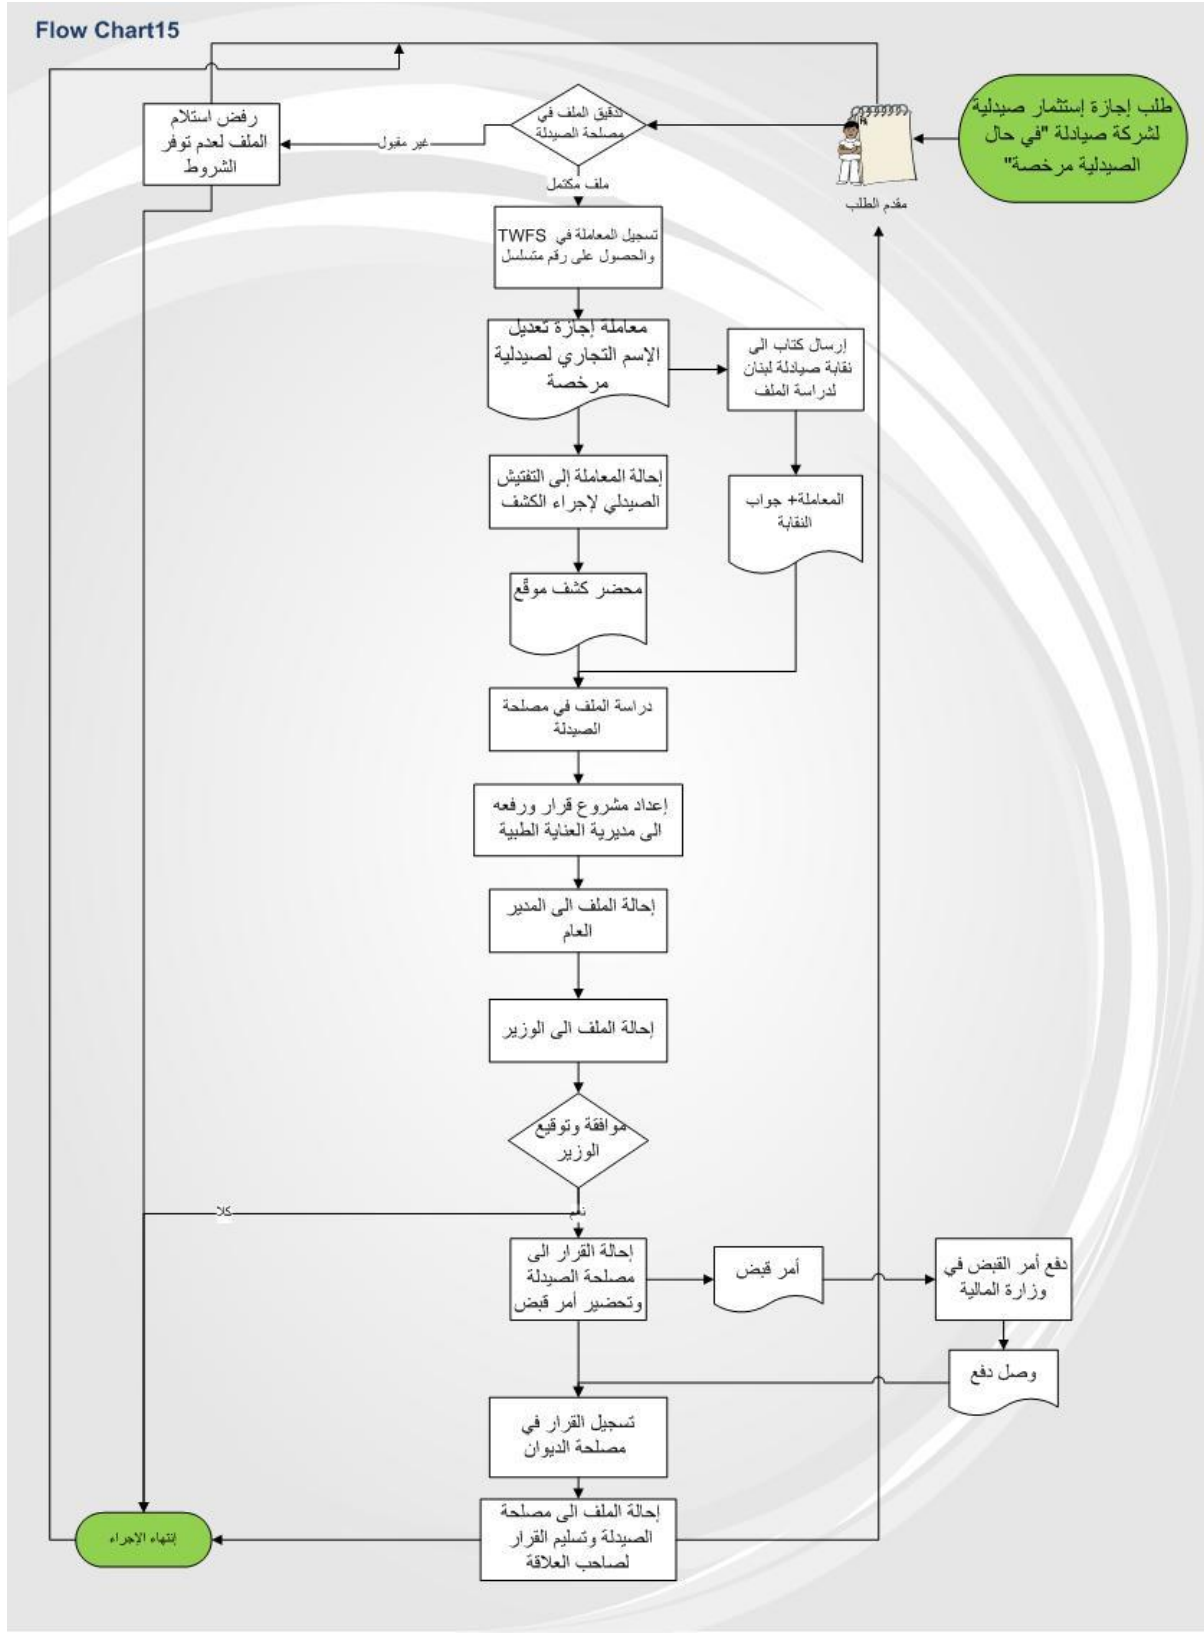 Flow Chart15
طلب إجازة إستثمار صيدلية
لشركة صيادلة "في حال
الصيدلية مرخصة"
مقدم الطلب
تدقيق الملف في
مصلحة الصيدلة
غير مقبول
رفض استلام
الملف لعدم توفر
الشروط
ملف مكتمل
تسجيل المعاملة في TWFS
والحصول على رقم متسلسل
معاملة إجازة تعديل
الإسم التجاري لصيدلية
مرخصة
إرسال كتاب الى
نقابة صيادلة لبنان
لدراسة الملف
إحالة المعاملة إلى التفتيش
الصيدلي لإجراء الكشف
المعاملة+ جواب
النقابة
محضر كشف موقّع
دراسة الملف في مصلحة
الصيدلة
إعداد مشروع قرار ورفعه
الى مديرية العناية الطبية
إحالة الملف الى المدير
العام
إحالة الملف الى الوزير
موافقة وتوقيع
الوزير
كلا
نعم
إحالة القرار الى
مصلحة الصيدلة
وتحضير أمر قبض
أمر قبض
دفع أمر القبض في
وزارة المالية
وصل دفع
تسجيل القرار في
مصلحة الديوان
إحالة الملف الى مصلحة
الصيدلة وتسليم القرار
لصاحب العلاقة
إنتهاء الإجراء